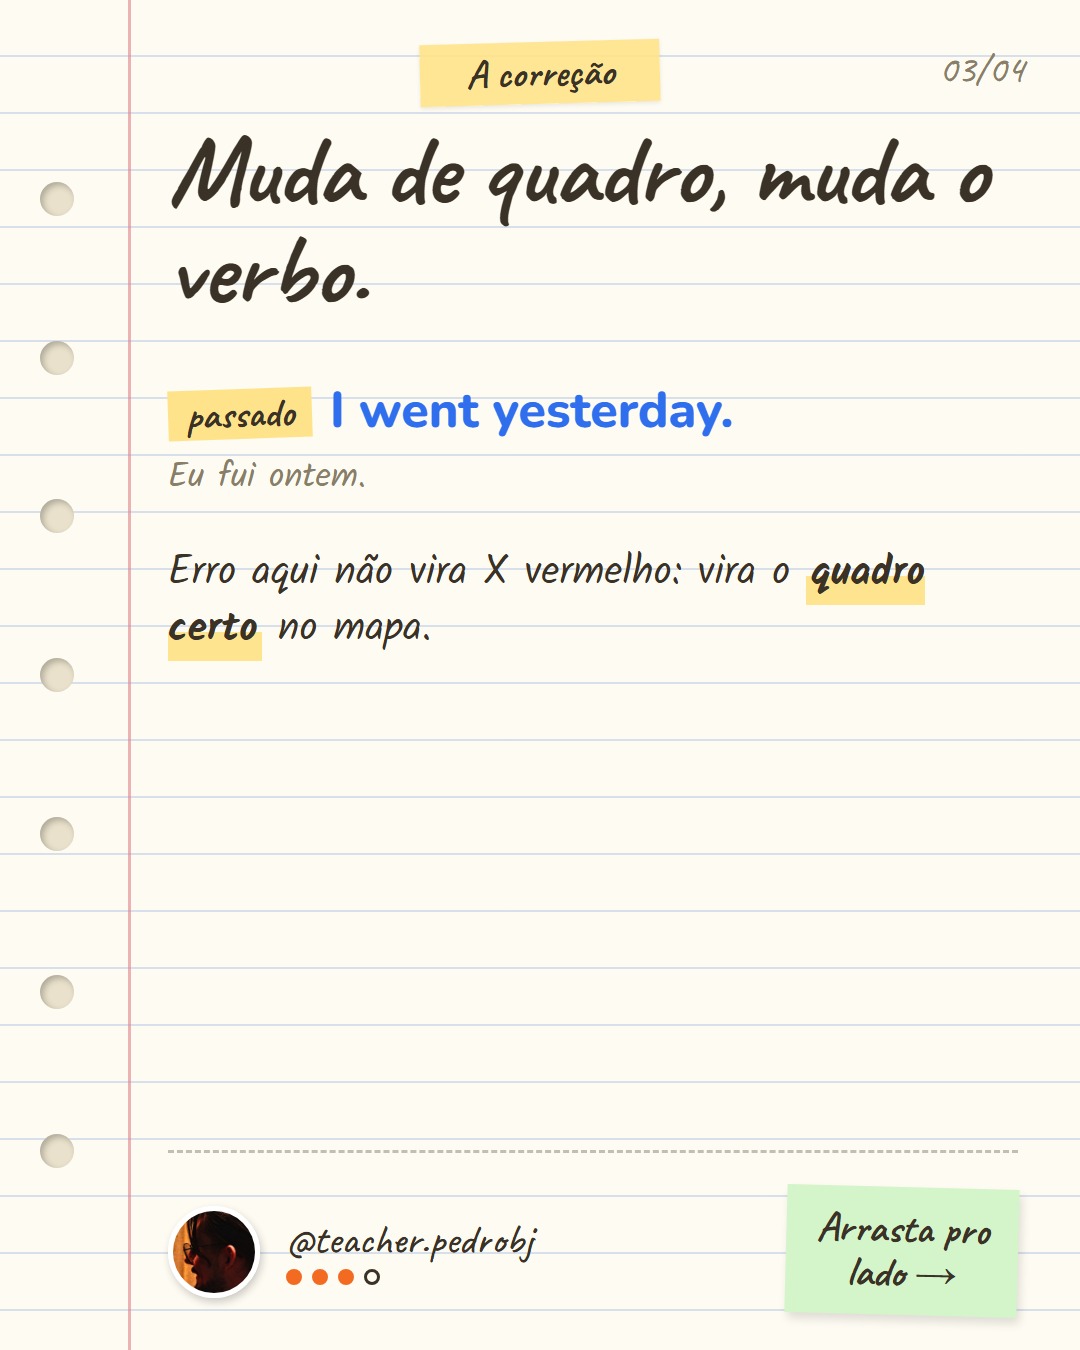 A correção
03/04
Muda de quadro, muda o
verbo.
passado I went yesterday.
Eu fui ontem.
Erro aqui não vira X vermelho: vira o quadro
certo no mapa.
@teacher.pedrobj
Arrasta pro
lado →